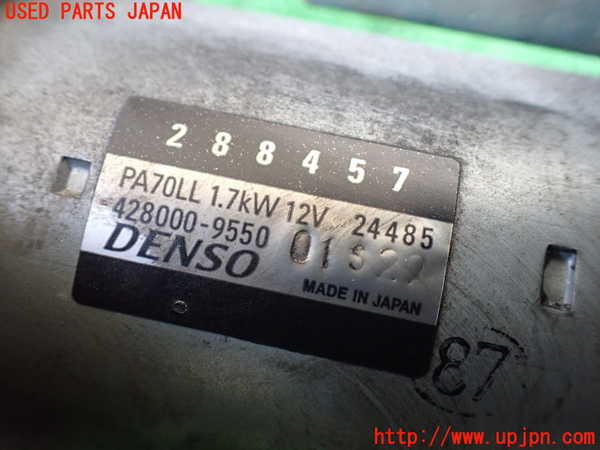 USED PARTS JAPAN
288457
PA70LL 1.7kW 12V 24485
428000-9550
DENSO 01S22
MADE IN JAPAN
87
http://www.upjpn.com/